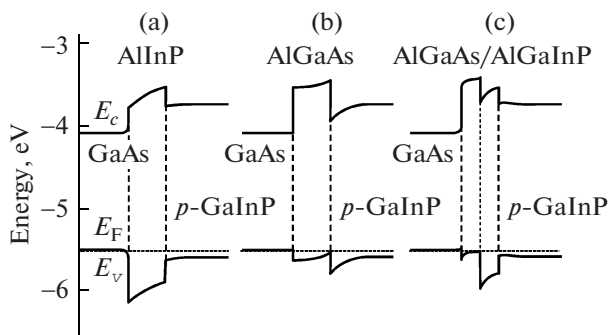 (a) (b) (c)
AlInP AlGaAs AlGaAs/AlGaInP
Energy, eV
−3
−4
−5
−6
E_c
GaAs GaAs GaAs
p-GaInP p-GaInP p-GaInP
E_F
E_V